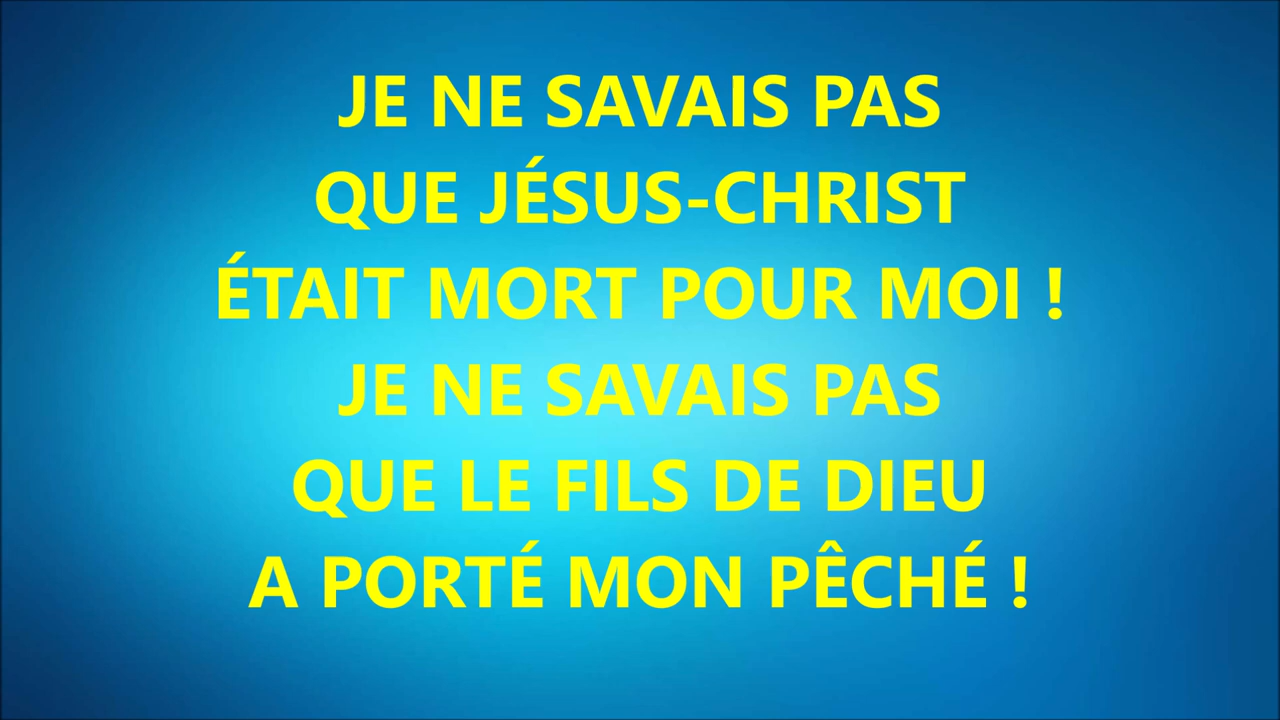 JE NE SAVAIS PAS
QUE JÉSUS-CHRIST
ÉTAIT MORT POUR MOI !
JE NE SAVAIS PAS
QUE LE FILS DE DIEU
A PORTÉ MON PÊCHÉ !